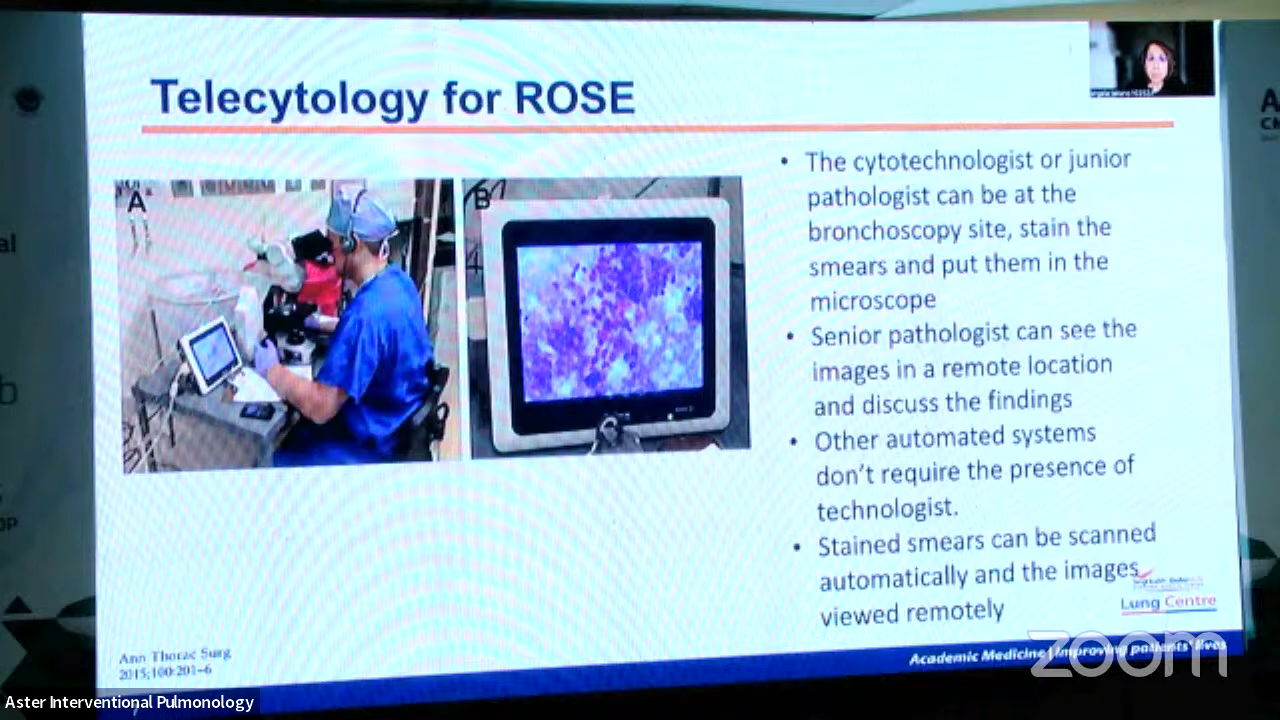 Telecytology for ROSE
A
B
• The cytotechnologist or junior
pathologist can be at the
bronchoscopy site, stain the
smears and put them in the
microscope
• Senior pathologist can see the
images in a remote location
and discuss the findings
• Other automated systems
don't require the presence of
technologist.
• Stained smears can be scanned
automatically and the images
viewed remotely
Lung Centre
Ann Thorac Surg
2015;100:201–6
Academic Medicine | Improving patients' lives
zoom
Aster Interventional Pulmonology